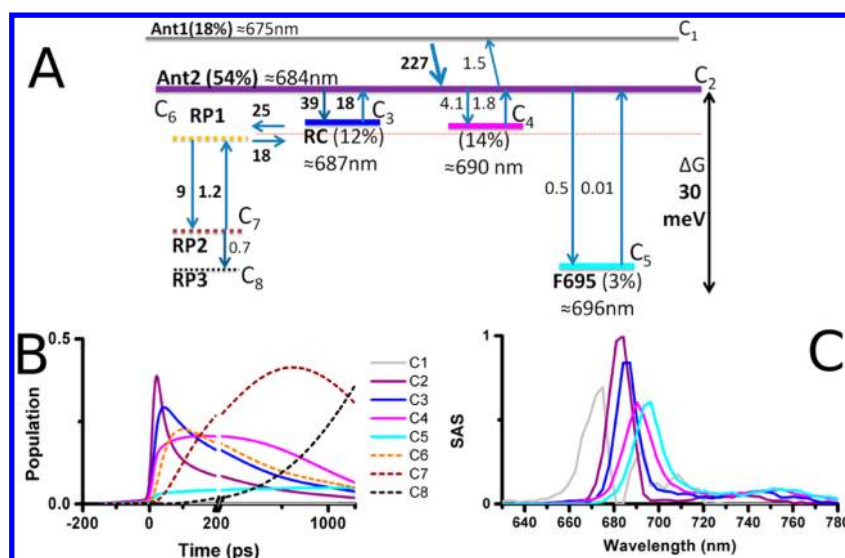 A
Ant1(18%) ≈675nm
C1
227
1.5
Ant2 (54%) ≈684nm
C2
C6
RP1
25
18
39
18
C3
RC (12%)
≈687nm
4.1
1.8
C4
(14%)
≈690 nm
9
1.2
C7
RP2
0.7
RP3
C8
0.5
0.01
C5
F695 (3%)
≈696nm
ΔG
30
meV
B
0.5
Population
0.0
-200
0
200
1000
Time (ps)
C1
C2
C3
C4
C5
C6
C7
C8
C
1
SAS
0
640
660
680
700
720
740
760
780
Wavelength (nm)